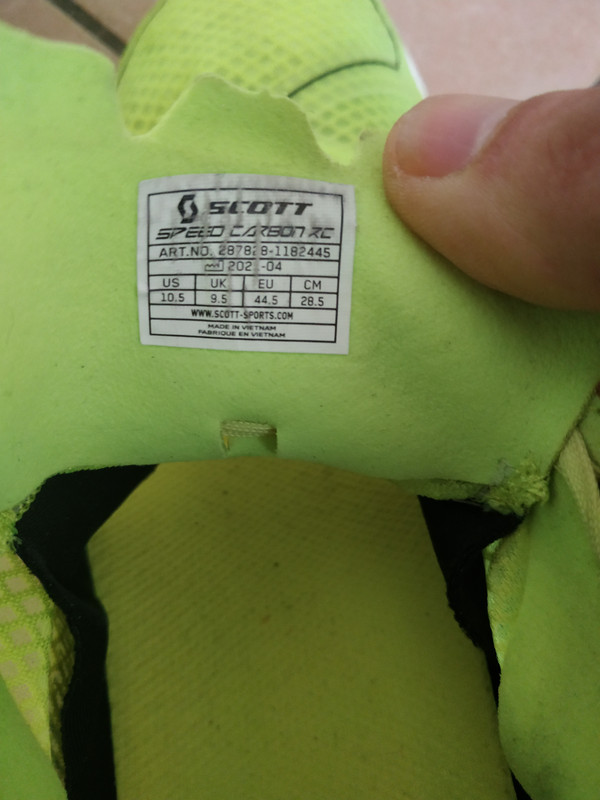 SCOTT
SPEED CARBON RC
ART.NO. 287828-1182445
US UK EU CM
10.5 9.5 44.5 28.5
WWW.SCOTT-SPORTS.COM
MADE IN VIETNAM
FABRIQUE EN VIETNAM